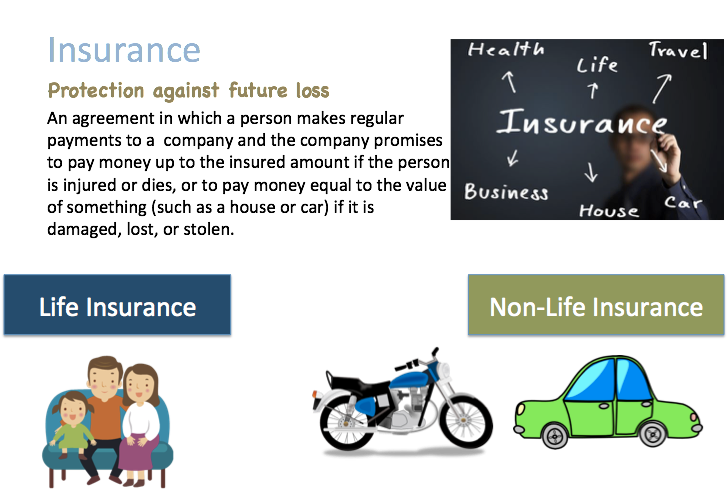 Insurance
Protection against future loss
An agreement in which a person makes regular
payments to a company and the company promises
to pay money up to the insured amount if the person
is injured or dies, or to pay money equal to the value
of something (such as a house or car) if it is
damaged, lost, or stolen.
Health
Life
Travel
Insurance
Business
House
Car
Life Insurance
Non-Life Insurance